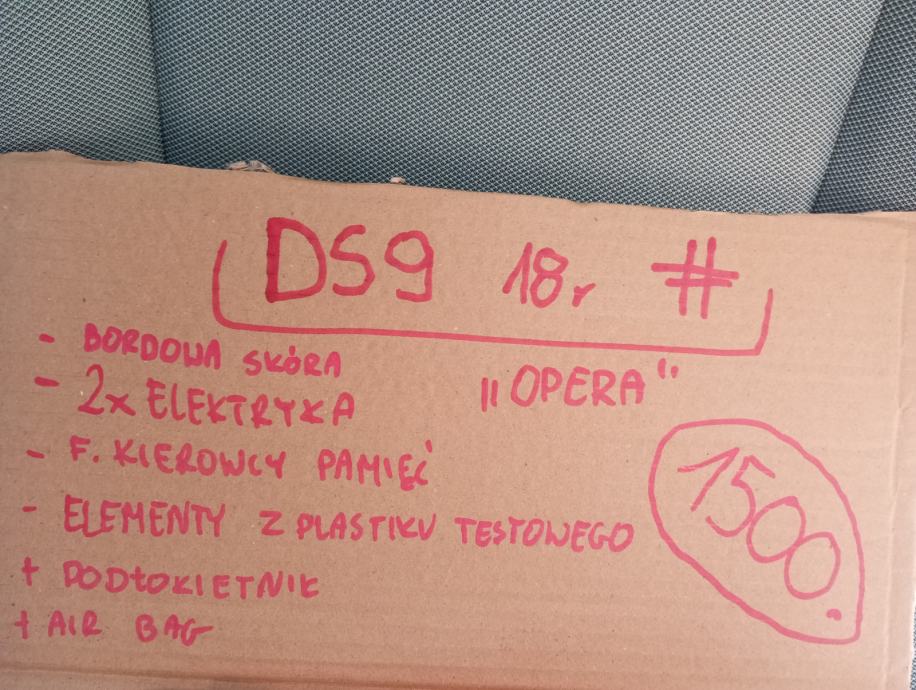 DS9 18r #
- BORDOWA SKÓRA
- 2x ELEKTRYKA
„OPERA“
- F. KIEROWCY PAMIĘĆ
1500
- ELEMENTY Z PLASTIKU TESTOWEGO
+ PODŁOKIETNIK
+ AIR BAG